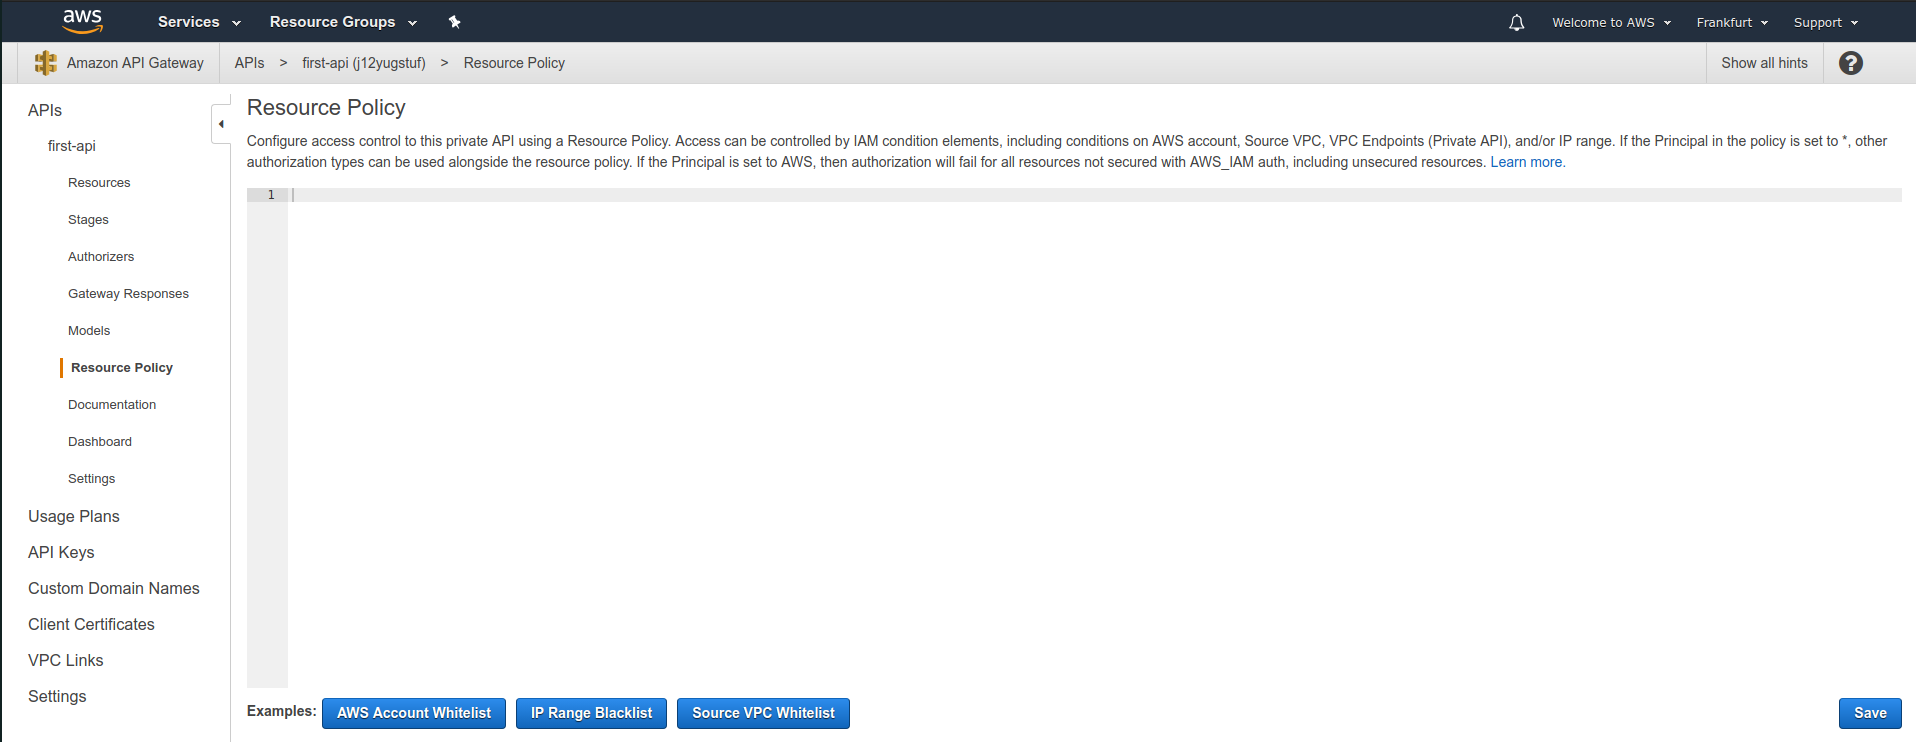 aws Services Resource Groups Welcome to AWS Frankfurt Support
Amazon API Gateway APIs > first-api (j12yugstuf) > Resource Policy Show all hints ?
APIs
first-api
Resources
Stages
Authorizers
Gateway Responses
Models
Resource Policy
Documentation
Dashboard
Settings
Usage Plans
API Keys
Custom Domain Names
Client Certificates
VPC Links
Settings
Resource Policy
Configure access control to this private API using a Resource Policy. Access can be controlled by IAM condition elements, including conditions on AWS account, Source VPC, VPC Endpoints (Private API), and/or IP range. If the Principal in the policy is set to *, other
authorization types can be used alongside the resource policy. If the Principal is set to AWS, then authorization will fail for all resources not secured with AWS_IAM auth, including unsecured resources. Learn more.
1
Examples: AWS Account Whitelist IP Range Blacklist Source VPC Whitelist Save